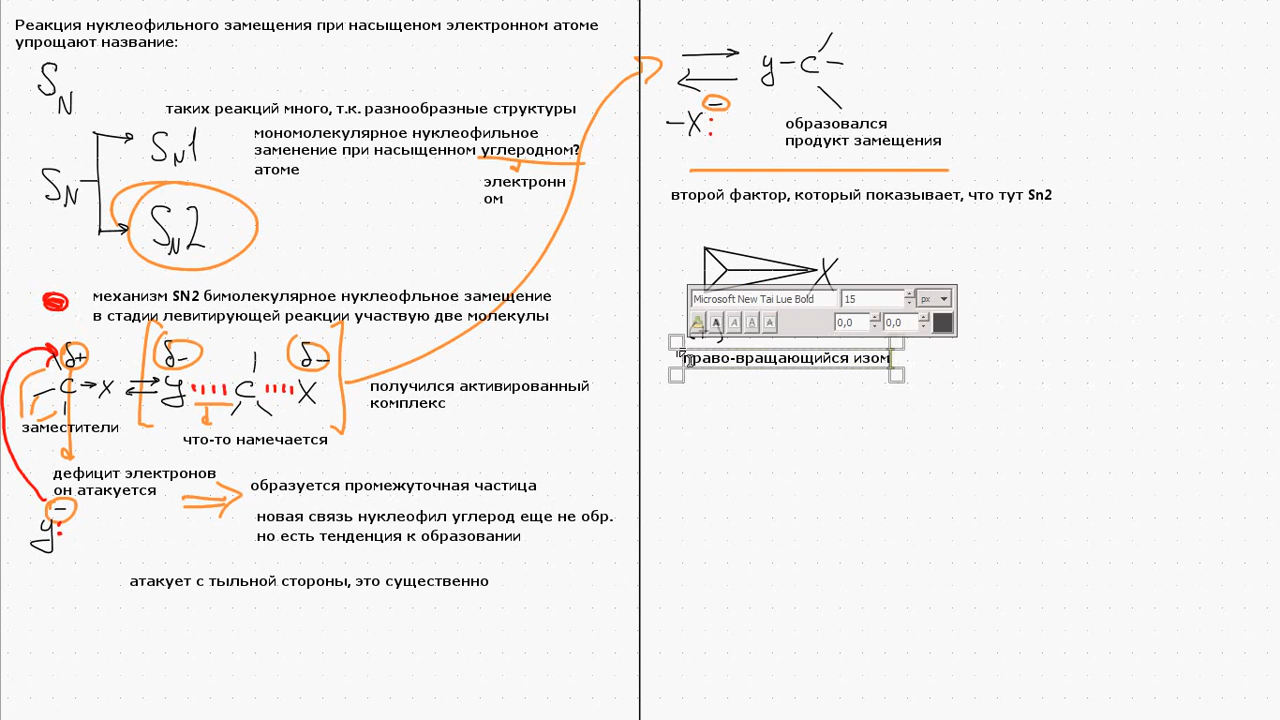 Реакция нуклеофильного замещения при насыщеном электронном атоме
упрощают название:
S N
таких реакций много, т.к. разнообразные структуры
S N 1
мономолекулярное нуклеофильное
заменение при насыщенном углеродном?
атоме
электронн
ом
S N
S N 2
механизм SN2 бимолекулярное нуклеофльное замещение
в стадии левитирующей реакции участвую две молекулы
δ+
δ−
δ−
C → X
y
C
X
получился активированный
комплекс
заместители
что-то намечается
дефицит электронов
он атакуется
образуется промежуточная частица
−
y:
новая связь нуклеофил углерод еще не обр.
но есть тенденция к образовании
атакует с тыльной стороны, это существенно
y − C −
−
−X:
образовался
продукт замещения
второй фактор, который показывает, что тут Sn2
X
Microsoft New Tai Lue Bold 15 px
A A A A 0,0 0,0
право-вращающийся изом